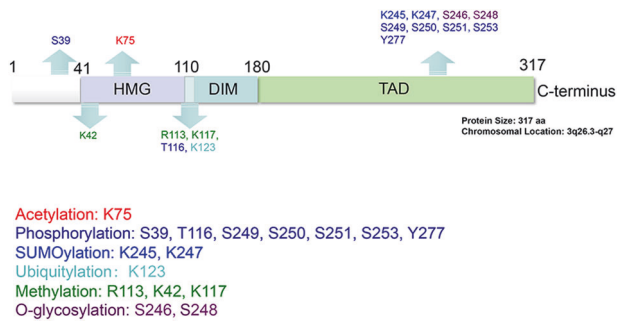 K245, K247, S246, S248
S249, S250, S251, S253
Y277
S39
K75
1
41
110
180
317
HMG
DIM
TAD
C-terminus
K42
R113, K117,
T116, K123
Protein Size: 317 aa
Chromosomal Location: 3q26.3-q27
Acetylation: K75
Phosphorylation: S39, T116, S249, S250, S251, S253, Y277
SUMOylation: K245, K247
Ubiquitylation: K123
Methylation: R113, K42, K117
O-glycosylation: S246, S248